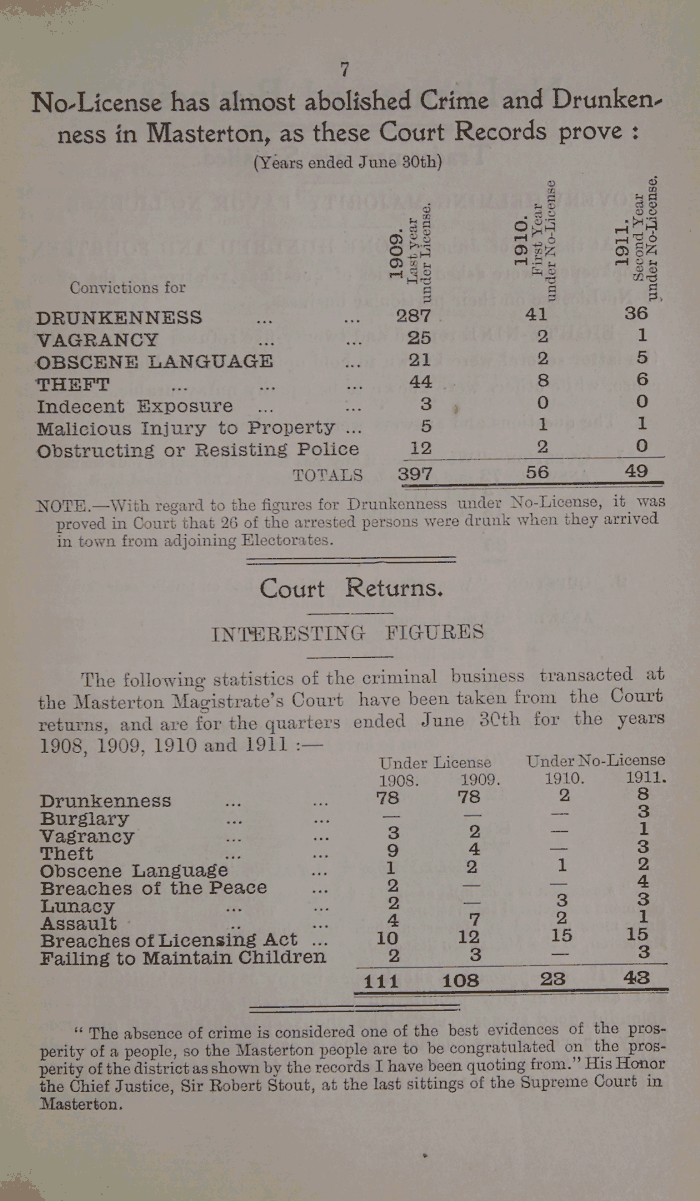 7
No-License has almost abolished Crime and Drunken-
ness in Masterton, as these Court Records prove :
(Years ended June 30th)
Convictions for 1909. Last year under License. 1910. First Year under No-License 1911. Second Year under No-License.
DRUNKENNESS ... ... 287 41 36
VAGRANCY ... ... 25 2 1
OBSCENE LANGUAGE ... 21 2 5
THEFT ... ... ... 44 8 6
Indecent Exposure ... ... 3 0 0
Malicious Injury to Property ... 5 1 1
Obstructing or Resisting Police 12 2 0
TOTALS 397 56 49
NOTE.—With regard to the figures for Drunkenness under No-License, it was
proved in Court that 26 of the arrested persons were drunk when they arrived
in town from adjoining Electorates.
Court Returns.
INTERESTING FIGURES
The following statistics of the criminal business transacted at
the Masterton Magistrate's Court have been taken from the Court
returns, and are for the quarters ended June 30th for the years
1908, 1909, 1910 and 1911 :—
Under License Under No-License
1908. 1909. 1910. 1911.
Drunkenness ... ... 78 78 2 8
Burglary ... ... — — — 3
Vagrancy ... ... 3 2 — 1
Theft ... ... 9 4 — 3
Obscene Language ... 1 2 1 2
Breaches of the Peace ... 2 — — 4
Lunacy ... ... 2 — 3 3
Assault .. ... 4 7 2 1
Breaches of Licensing Act ... 10 12 15 15
Failing to Maintain Children 2 3 — 3
111 108 23 43
" The absence of crime is considered one of the best evidences of the pros-
perity of a people, so the Masterton people are to be congratulated on the pros-
perity of the district as shown by the records I have been quoting from." His Honor
the Chief Justice, Sir Robert Stout, at the last sittings of the Supreme Court in
Masterton.